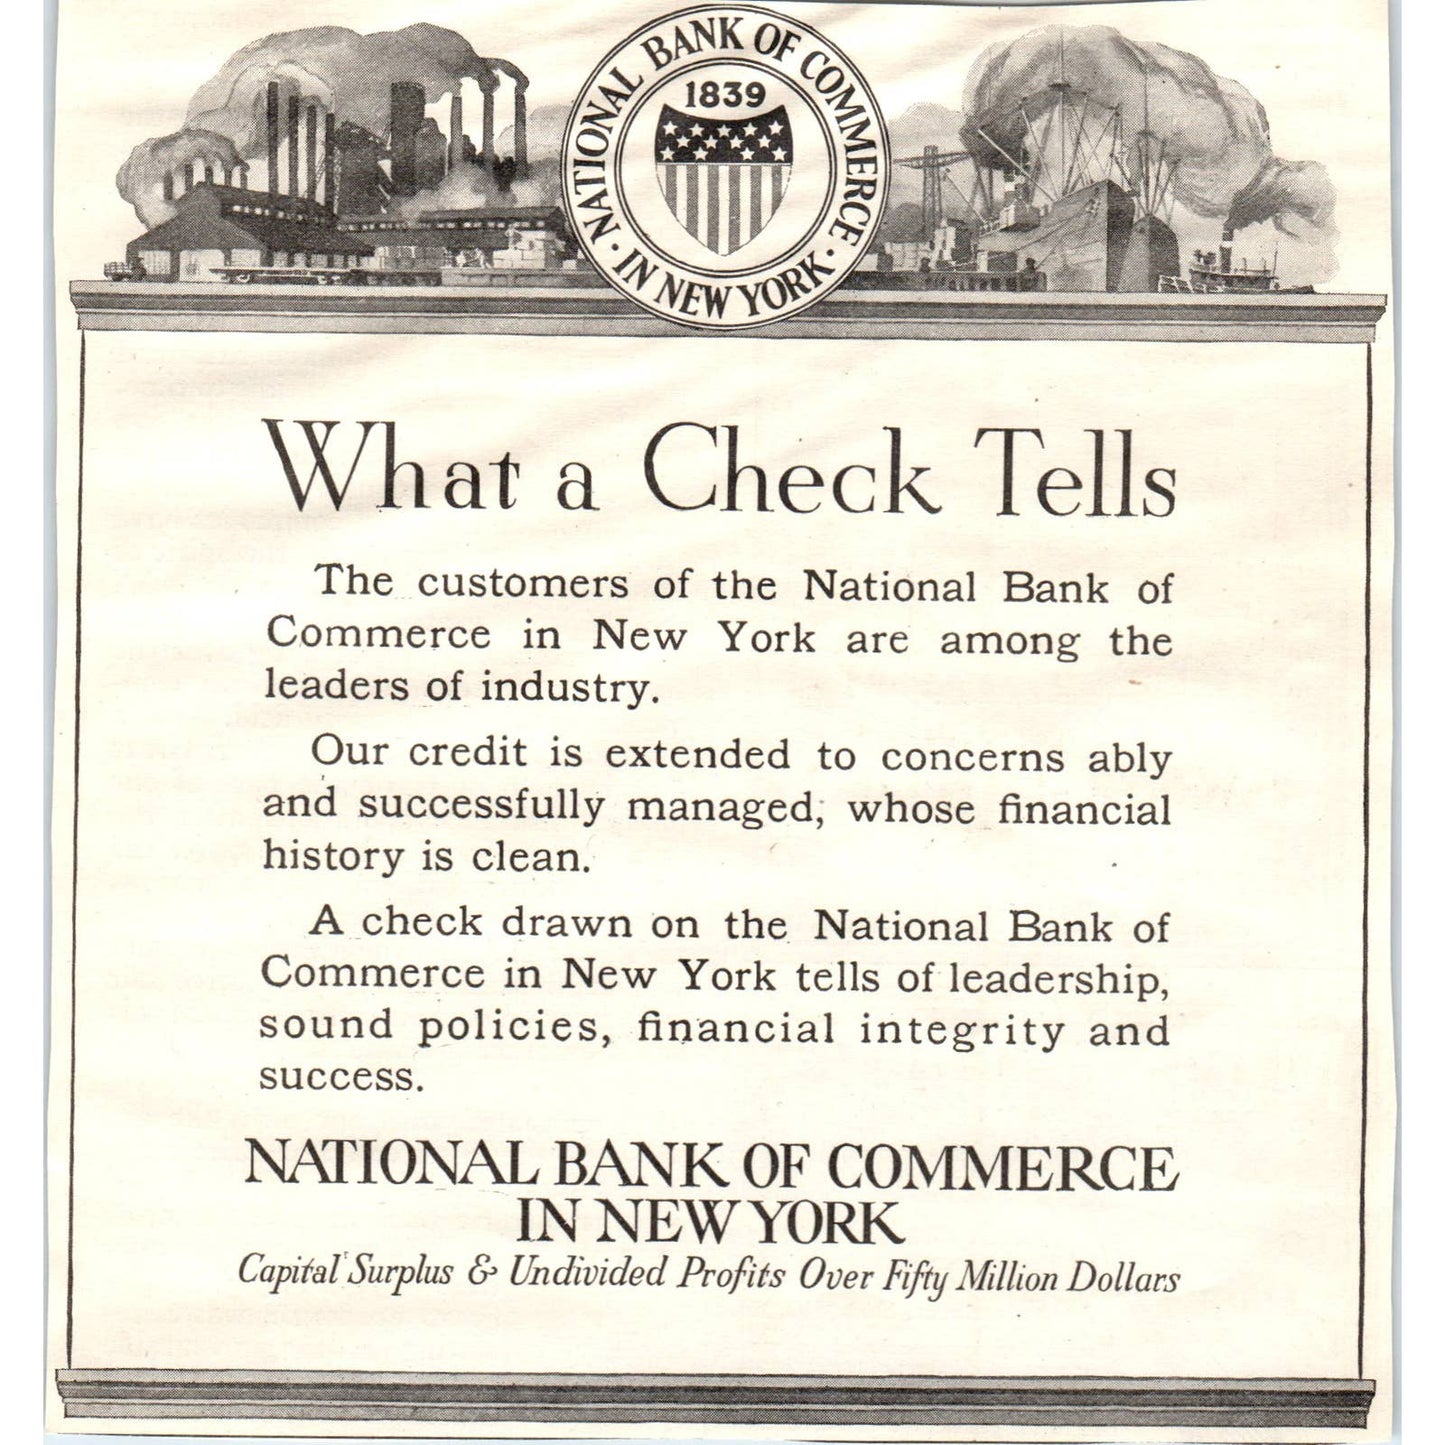 NATIONAL BANK OF COMMERCE
· IN NEW YORK ·
1839
What a Check Tells
The customers of the National Bank of
Commerce in New York are among the
leaders of industry.
Our credit is extended to concerns ably
and successfully managed, whose financial
history is clean.
A check drawn on the National Bank of
Commerce in New York tells of leadership,
sound policies, financial integrity and
success.
NATIONAL BANK OF COMMERCE
IN NEW YORK
Capital Surplus & Undivided Profits Over Fifty Million Dollars